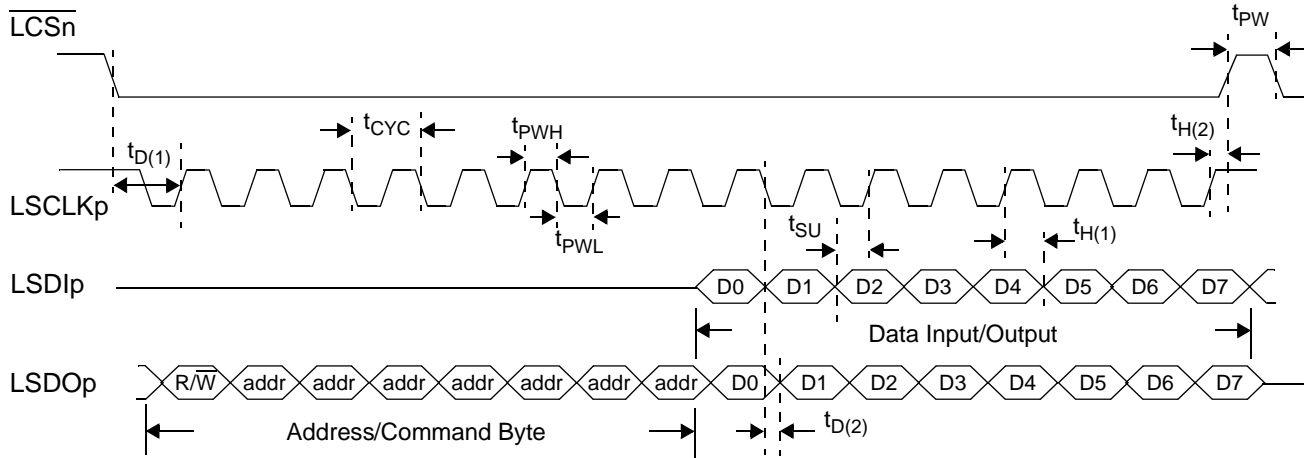 LCSn
tPW
tCYC
tPWH
tH(2)
tD(1)
LSCLKp
tPWL
tSU
tH(1)
LSDIp
D0 D1 D2 D3 D4 D5 D6 D7
Data Input/Output
LSDOp
R/W addr addr addr addr addr addr addr D0 D1 D2 D3 D4 D5 D6 D7
Address/Command Byte
tD(2)